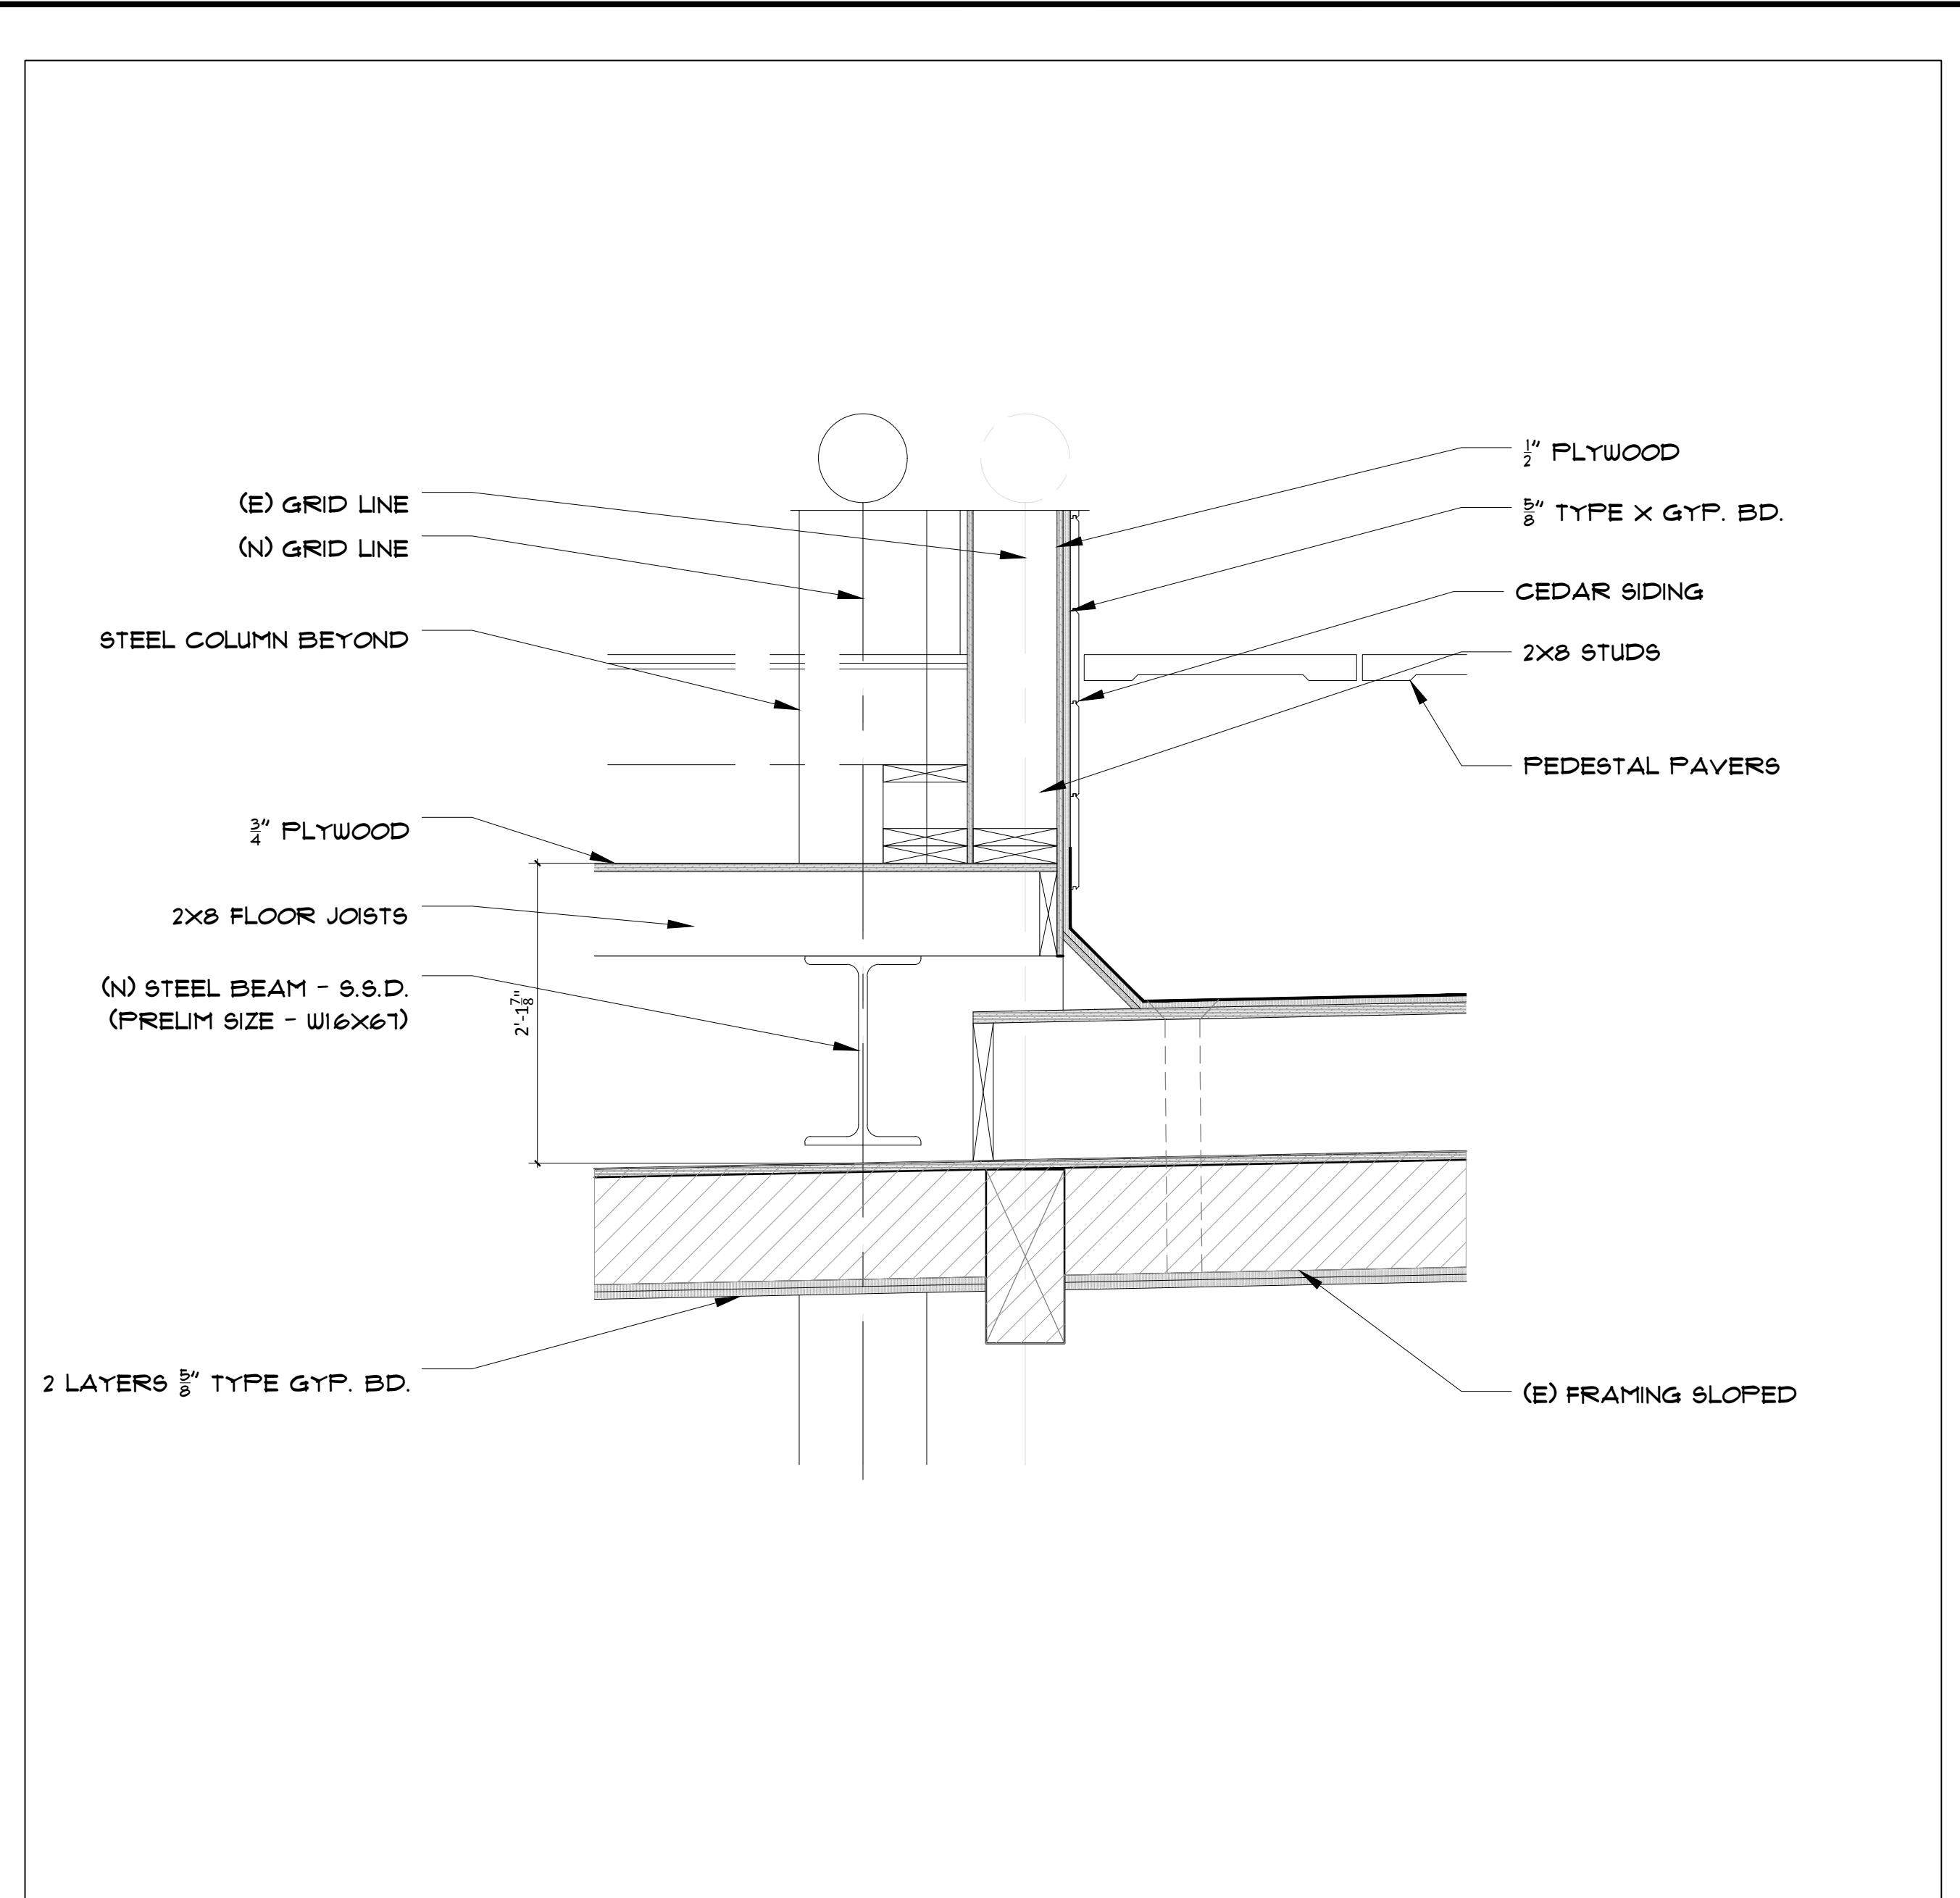 (E) GRID LINE
(N) GRID LINE
STEEL COLUMN BEYOND
3/4" PLYWOOD
2X8 FLOOR JOISTS
(N) STEEL BEAM - S.S.D.
(PRELIM SIZE - W16X67)
2'-1 7/8"
2 LAYERS 5/8" TYPE GYP. BD.
1/2" PLYWOOD
5/8" TYPE X GYP. BD.
CEDAR SIDING
2X8 STUDS
PEDESTAL PAVERS
(E) FRAMING SLOPED